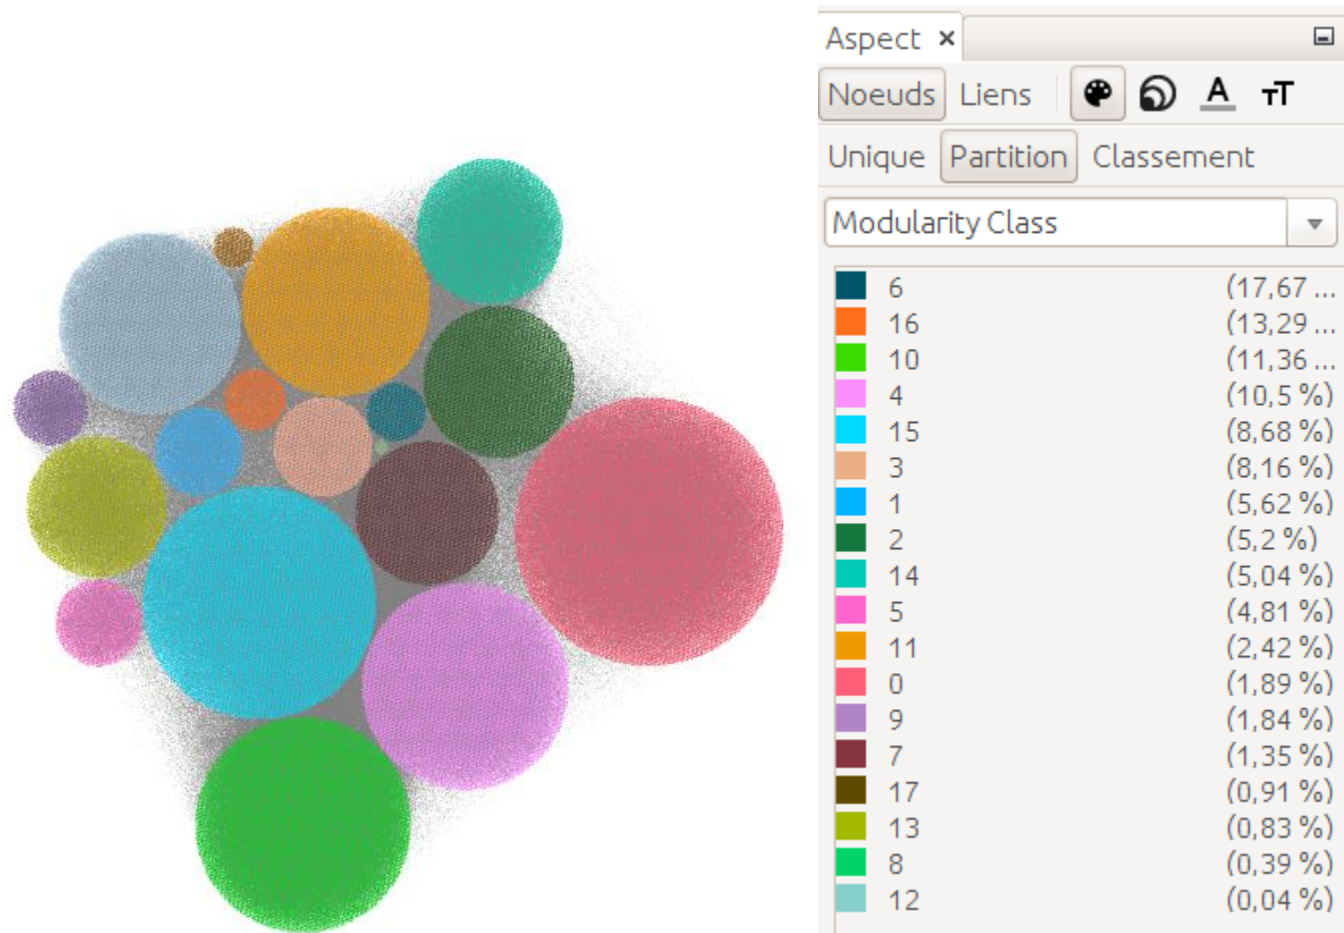 Aspect ×
Noeuds Liens A TT
Unique Partition Classement
Modularity Class
6 (17,67 ...
16 (13,29 ...
10 (11,36 ...
4 (10,5 %)
15 (8,68 %)
3 (8,16 %)
1 (5,62 %)
2 (5,2 %)
14 (5,04 %)
5 (4,81 %)
11 (2,42 %)
0 (1,89 %)
9 (1,84 %)
7 (1,35 %)
17 (0,91 %)
13 (0,83 %)
8 (0,39 %)
12 (0,04 %)